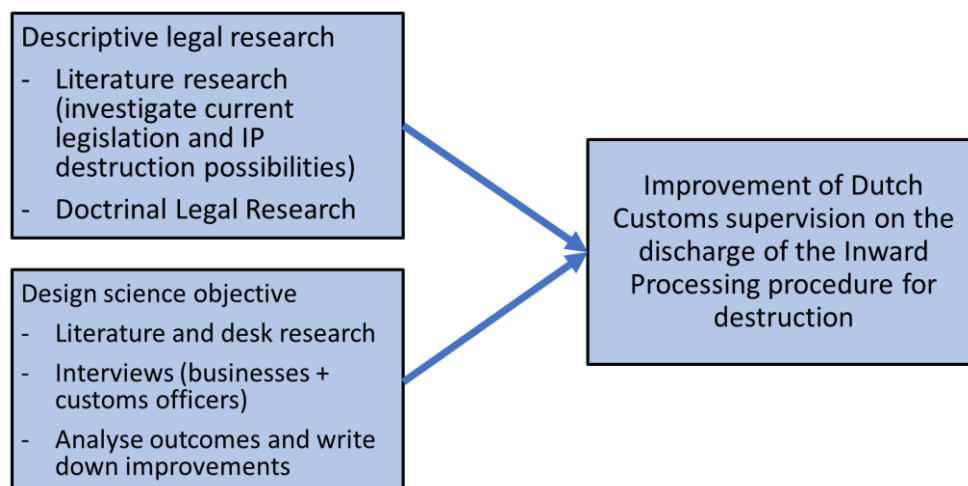 Descriptive legal research
- Literature research
(investigate current
legislation and IP
destruction possibilities)
- Doctrinal Legal Research
Design science objective
- Literature and desk research
- Interviews (businesses +
customs officers)
- Analyse outcomes and write
down improvements
Improvement of Dutch
Customs supervision on the
discharge of the Inward
Processing procedure for
destruction